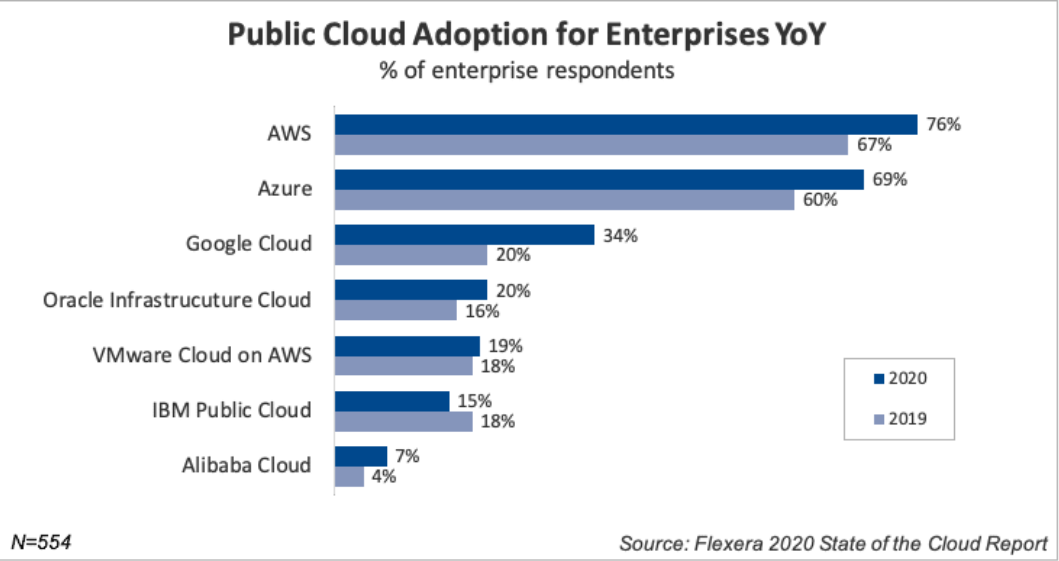 Public Cloud Adoption for Enterprises YoY
% of enterprise respondents
AWS
76%
67%
Azure
69%
60%
Google Cloud
34%
20%
Oracle Infrastrucuture Cloud
20%
16%
VMware Cloud on AWS
19%
18%
IBM Public Cloud
15%
18%
Alibaba Cloud
7%
4%
2020
2019
N=554
Source: Flexera 2020 State of the Cloud Report